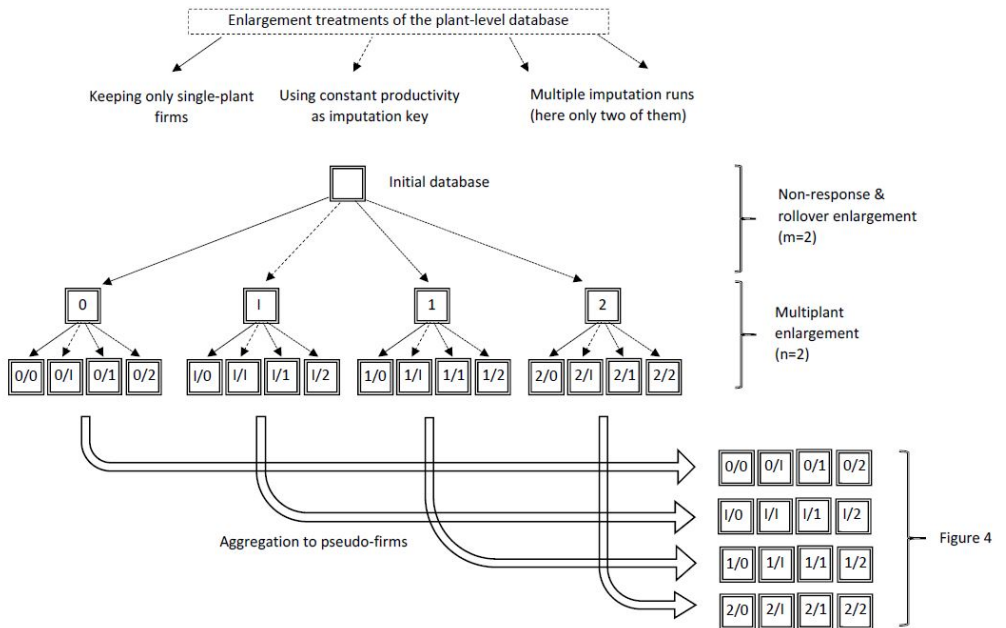 Enlargement treatments of the plant-level database
Keeping only single-plant
firms
Using constant productivity
as imputation key
Multiple imputation runs
(here only two of them)
Initial database
Non-response &
rollover enlargement
(m=2)
0
I
1
2
Multiplant
enlargement
(n=2)
0/0 0/I 0/1 0/2
I/0 I/I I/1 I/2
1/0 1/I 1/1 1/2
2/0 2/I 2/1 2/2
0/0 0/I 0/1 0/2
I/0 I/I I/1 I/2
1/0 1/I 1/1 1/2
2/0 2/I 2/1 2/2
Aggregation to pseudo-firms
Figure 4